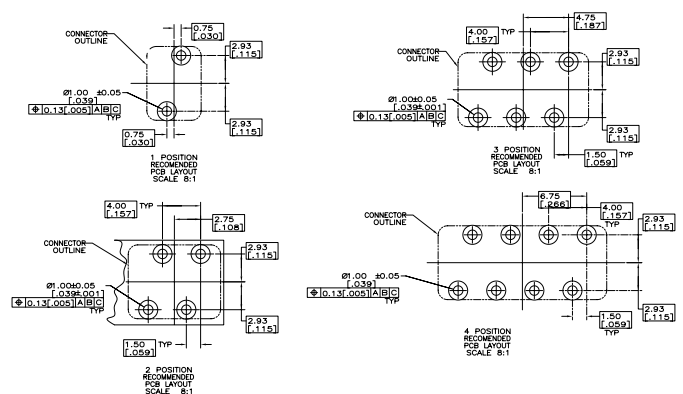 0.75
[.030]
CONNECTOR
OUTLINE
2.93
[.115]
Ø1.00 ±0.05
[.039]
⌖ 0.13[.005] A B C
TYP
0.75
[.030]
2.93
[.115]
1 POSITION
RECOMENDED
PCB LAYOUT
SCALE 8:1
4.75
[.187]
4.00 TYP
[.157]
CONNECTOR
OUTLINE
2.93
[.115]
Ø1.00±0.05
[.039±.001]
⌖ 0.13[.005] A B C
TYP
2.93
[.115]
1.50 TYP
[.059]
3 POSITION
RECOMMENDED
PCB LAYOUT
SCALE 8:1
4.00 TYP
[.157]
2.75
[.108]
CONNECTOR
OUTLINE
2.93
[.115]
Ø1.00±0.05
[.039±.001]
⌖ 0.13[.005] A B C
TYP
2.93
[.115]
1.50 TYP
[.059]
2 POSITION
RECOMMENDED
PCB LAYOUT
SCALE 8:1
6.75
[.266]
4.00 TYP
[.157]
CONNECTOR
OUTLINE
2.93
[.115]
Ø1.00 ±0.05
[.039]
⌖ 0.13[.005] A B C
TYP
2.93
[.115]
1.50 TYP
[.059]
4 POSITION
RECOMENDED
PCB LAYOUT
SCALE 8:1